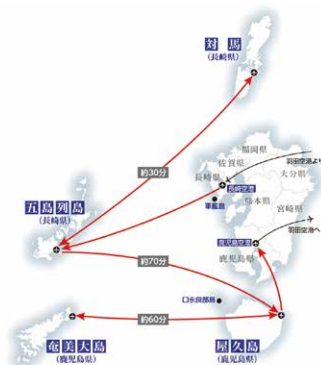 対馬
(長崎県)
福岡県
佐賀県
羽田空港より
長崎県
大分県
約30分
長崎空港
五島列島
(長崎県)
軍艦島
熊本県
宮崎県
羽田空港へ
鹿児島空港
約70分
鹿児島県
口永良部島
約60分
奄美大島
(鹿児島県)
屋久島
(鹿児島県)